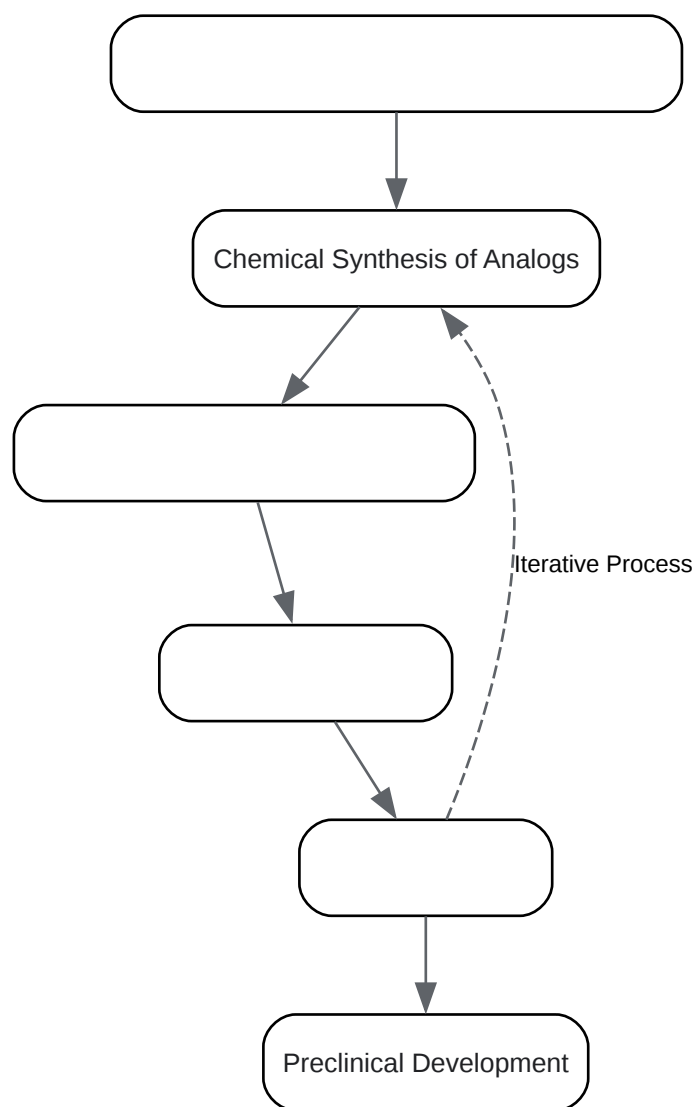 Chemical Synthesis of Analogs
Iterative Process
Preclinical Development